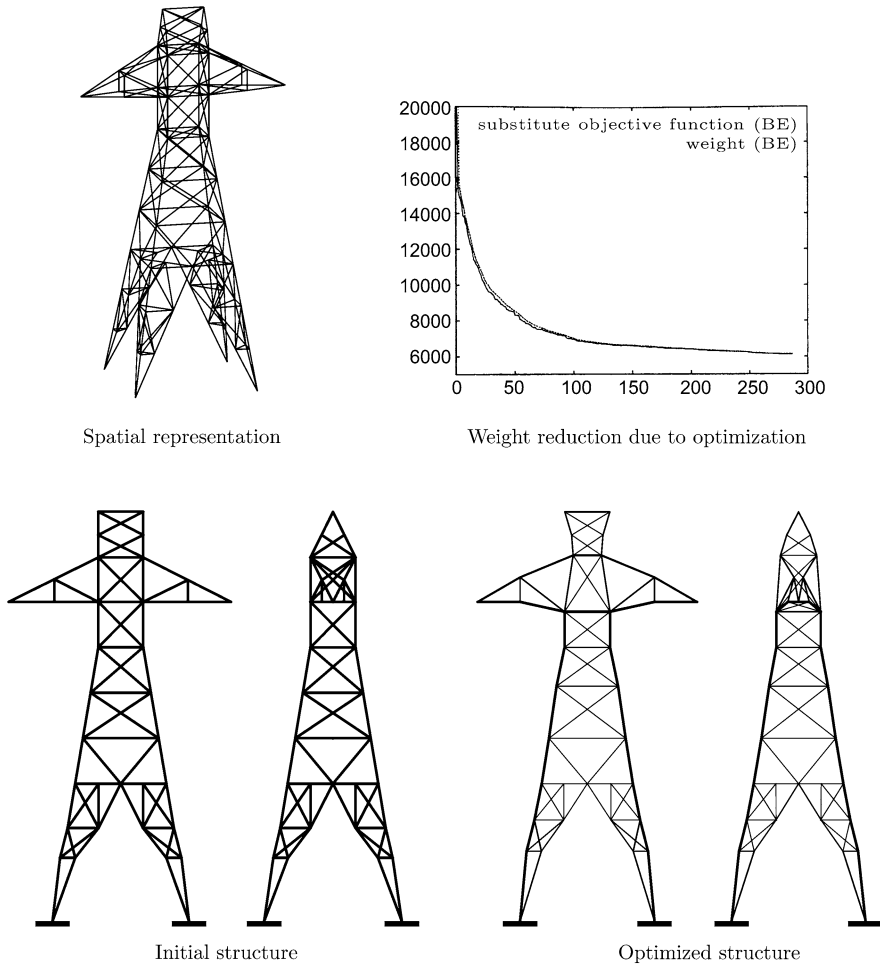 20000
18000
16000
14000
12000
10000
8000
6000
substitute objective function (BE)
weight (BE)
0 50 100 150 200 250 300
Spatial representation
Weight reduction due to optimization
Initial structure
Optimized structure